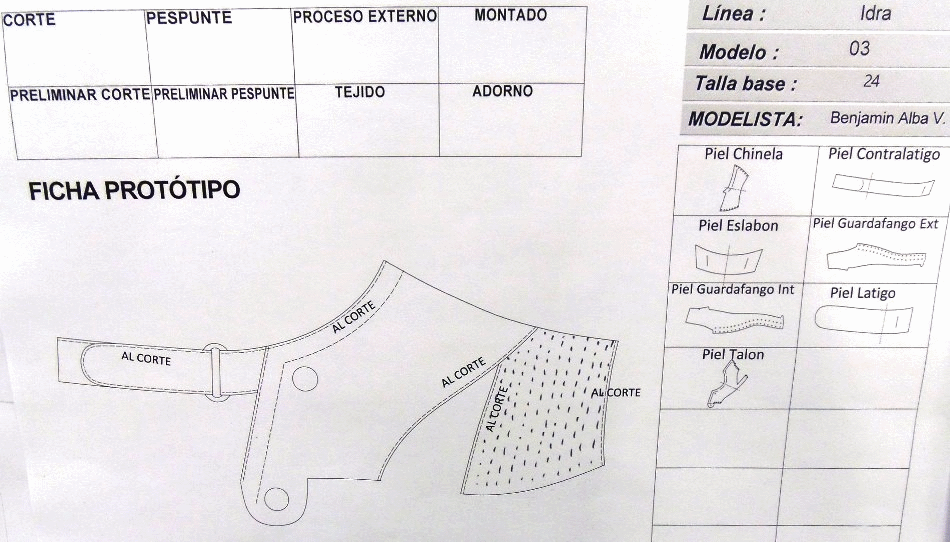 CORTE PESPUNTE PROCESO EXTERNO MONTADO
PRELIMINAR CORTE PRELIMINAR PESPUNTE TEJIDO ADORNO
FICHA PROTÓTIPO
AL CORTE
AL CORTE
AL CORTE
AL CORTE
AL CORTE
Línea : Idra
Modelo : 03
Talla base : 24
MODELISTA: Benjamin Alba V.
Piel Chinela Piel Contralatigo
Piel Eslabon Piel Guardafango Ext
Piel Guardafango Int Piel Latigo
Piel Talon